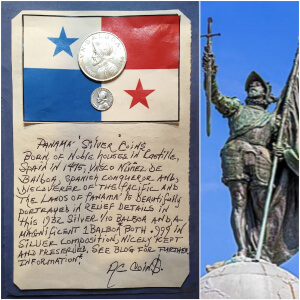 PANAMA' "SILVER" COINS,
BORN, OF NOBLE HOUSES IN CASTILLE,
SPAIN IN 1475, VASCO NÚÑEZ DE
BALBOA, SPANISH CONQUEROR AND,
DISCOVERER OF THE PACIFIC AND
THE LANDS OF PANAMA IS BEAUTIFULLY
PORTRAYED IN RELIEF DETAILS IN
THIS 1932 SILVER 1/10 BALBOA AND A
MAGNIFICENT 1 BALBOA BOTH .999 IN
SILVER COMPOSITION, NICELY KEPT
AND PRESERVED, SEE BLOG FOR FURTHER
INFORMATION.